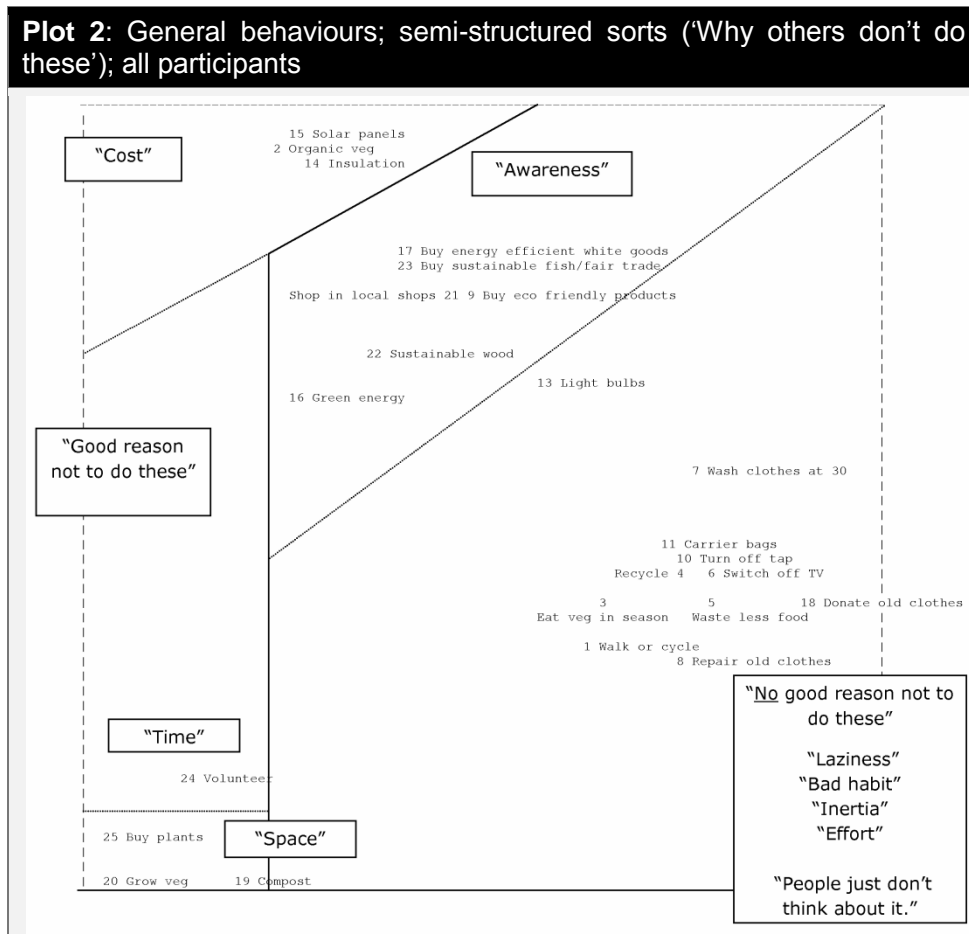 Plot 2: General behaviours; semi-structured sorts (‘Why others don’t do
these’); all participants
15 Solar panels
“Cost”
2 Organic veg
14 Insulation
“Awareness”
17 Buy energy efficient white goods
23 Buy sustainable fish/fair trade
Shop in local shops 21 9 Buy eco friendly products
22 Sustainable wood
13 Light bulbs
16 Green energy
“Good reason
not to do these”
7 Wash clothes at 30
11 Carrier bags
10 Turn off tap
Recycle 4 6 Switch off TV
3 5 18 Donate old clothes
Eat veg in season Waste less food
1 Walk or cycle
8 Repair old clothes
“No good reason not to
do these”
“Laziness”
“Bad habit”
“Inertia”
“Effort”
“People just don’t
think about it.”
“Time”
24 Volunteer
25 Buy plants
“Space”
20 Grow veg 19 Compost